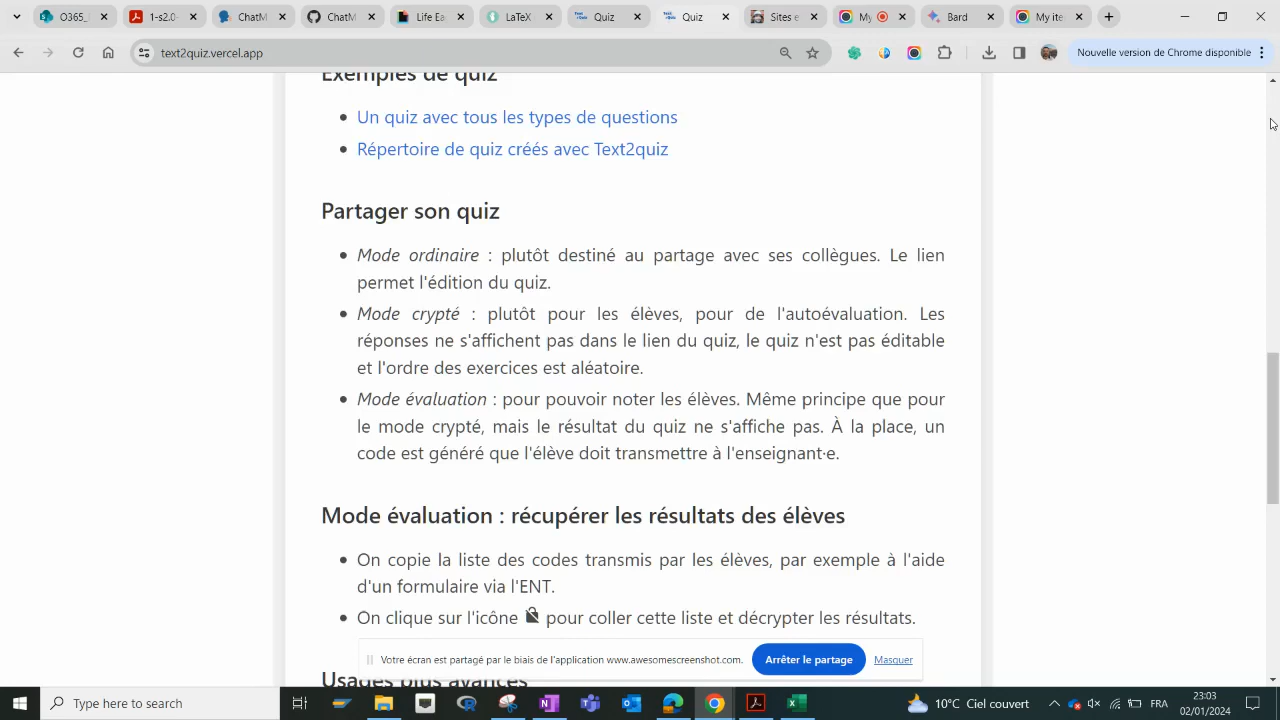 D365_
1-s2.0
ChatM
GitHub
Life Ea
LaTeX
Quiz
Quiz
Sites
My
Bard
My ite
text2quiz.vercel.app
Nouvelle version de Chrome disponible
Exemples de quiz
Un quiz avec tous les types de questions
Répertoire de quiz créés avec Text2quiz
Partager son quiz
Mode ordinaire : plutôt destiné au partage avec ses collègues. Le lien
permet l'édition du quiz.
Mode crypté : plutôt pour les élèves, pour de l'autoévaluation. Les
réponses ne s'affichent pas dans le lien du quiz, le quiz n'est pas éditable
et l'ordre des exercices est aléatoire.
Mode évaluation : pour pouvoir noter les élèves. Même principe que pour
le mode crypté, mais le résultat du quiz ne s'affiche pas. À la place, un
code est généré que l'élève doit transmettre à l'enseignant·e.
Mode évaluation : récupérer les résultats des élèves
On copie la liste des codes transmis par les élèves, par exemple à l'aide
d'un formulaire via l'ENT.
On clique sur l'icône pour coller cette liste et décrypter les résultats.
Votre écran est partagé par le biais de l'application www.awesomescreenshot.com.
Arrêter le partage
Masquer
Usages plus avancés
Type here to search
10°C Ciel couvert
FRA
23:03
02/01/2024